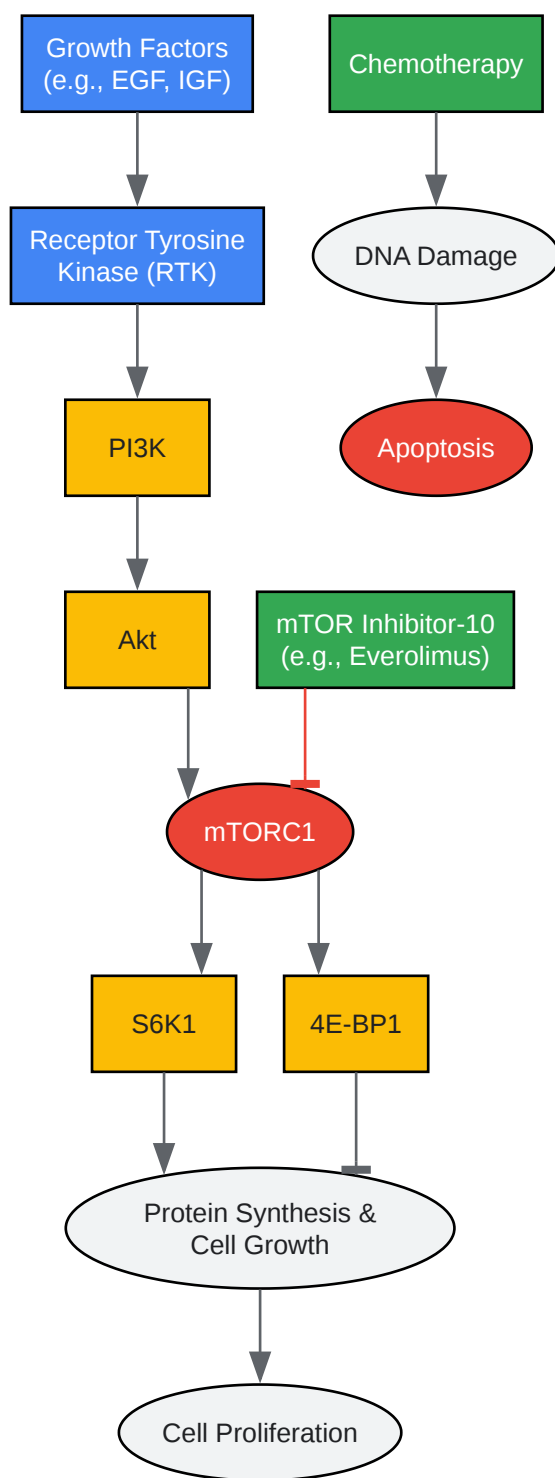 Growth Factors
(e.g., EGF, IGF)
Chemotherapy
Receptor Tyrosine
Kinase (RTK)
DNA Damage
PI3K
Apoptosis
Akt
mTOR Inhibitor-10
(e.g., Everolimus)
mTORC1
S6K1
4E-BP1
Protein Synthesis &
Cell Growth
Cell Proliferation